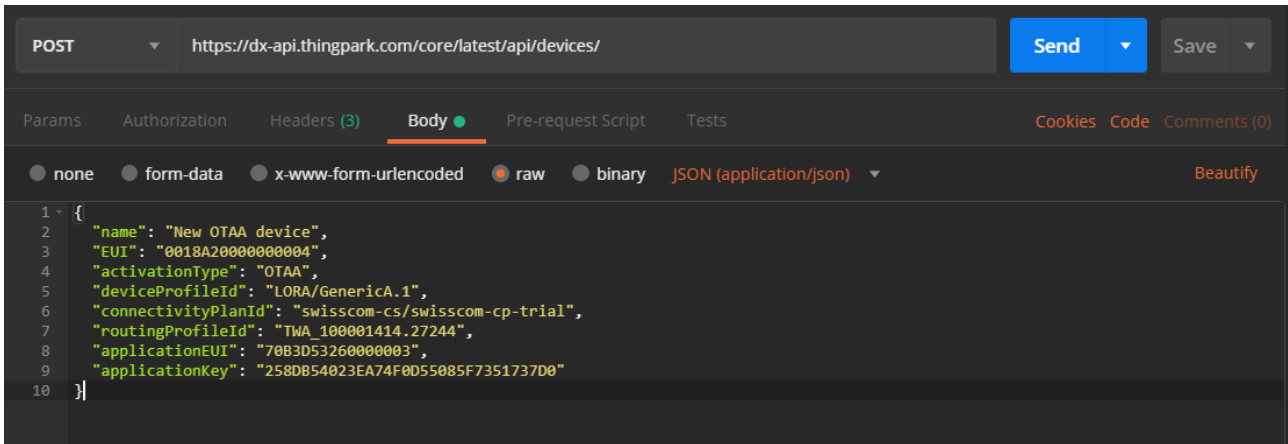 POST https://dx-api.thingpark.com/core/latest/api/devices/ Send Save
Params Authorization Headers (3) Body Pre-request Script Tests Cookies Code Comments (0)
none form-data x-www-form-urlencoded raw binary JSON (application/json) Beautify
1 {
2 "name": "New OTAA device",
3 "EUI": "0018A20000000004",
4 "activationType": "OTAA",
5 "deviceProfileId": "LORA/GenericA.1",
6 "connectivityPlanId": "swisscom-cs/swisscom-cp-trial",
7 "routingProfileId": "TWA_100001414.27244",
8 "applicationEUI": "70B3D53260000003",
9 "applicationKey": "258DB54023EA74F0D55085F7351737D0"
10 }